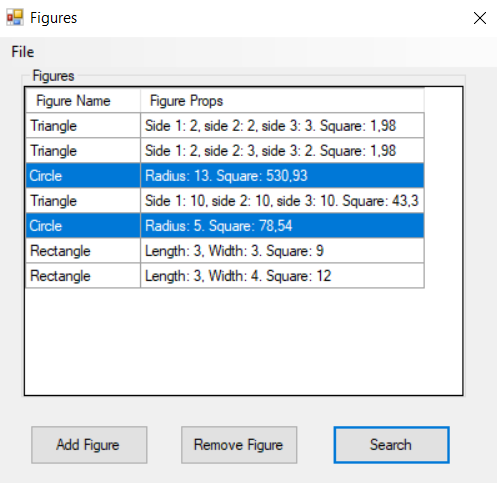 Figures
File
Figures
Figure Name Figure Props
Triangle Side 1: 2, side 2: 2, side 3: 3. Square: 1,98
Triangle Side 1: 2, side 2: 3, side 3: 2. Square: 1,98
Circle Radius: 13. Square: 530,93
Triangle Side 1: 10, side 2: 10, side 3: 10. Square: 43,3
Circle Radius: 5. Square: 78,54
Rectangle Length: 3, Width: 3. Square: 9
Rectangle Length: 3, Width: 4. Square: 12
Add Figure Remove Figure Search